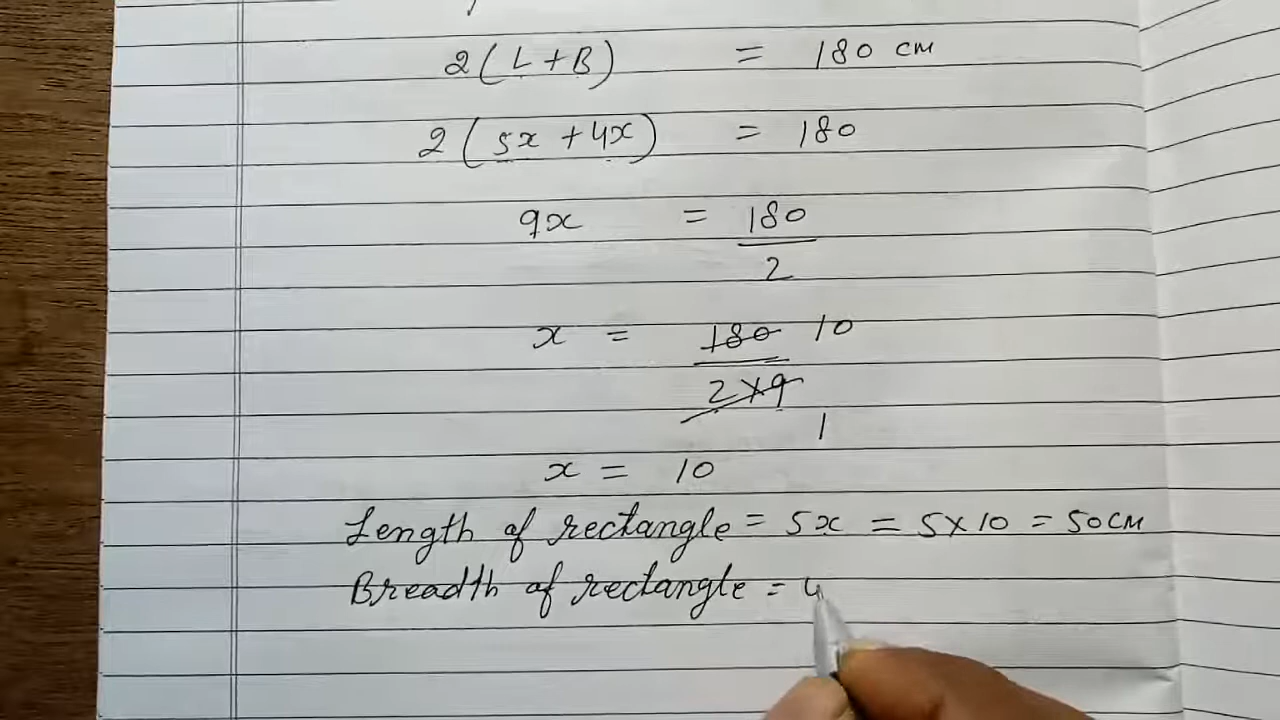 2(L+B) = 180 cm
2(5x+4x) = 180
9x = 180
2
x = 180 10
2×9
1
x = 10
Length of rectangle = 5x = 5×10 = 50cm
Breadth of rectangle = 4